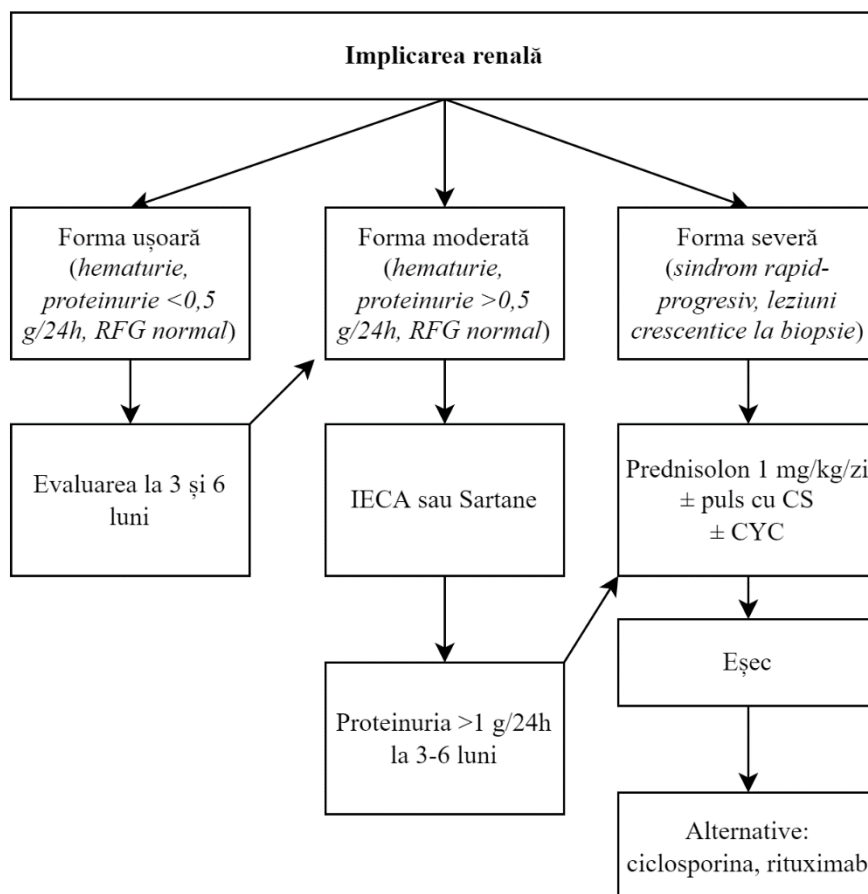 Implicarea renală
Forma ușoară
(hematurie,
proteinurie <0,5
g/24h, RFG normal)
Forma moderată
(hematurie,
proteinurie >0,5
g/24h, RFG normal)
Forma severă
(sindrom rapid-
progresiv, leziuni
crescentice la biopsie)
Evaluarea la 3 și 6
luni
IECA sau Sartane
Prednisolon 1 mg/kg/zi
± puls cu CS
± CYC
Proteinuria >1 g/24h
la 3-6 luni
Eșec
Alternative:
ciclosporina, rituximab